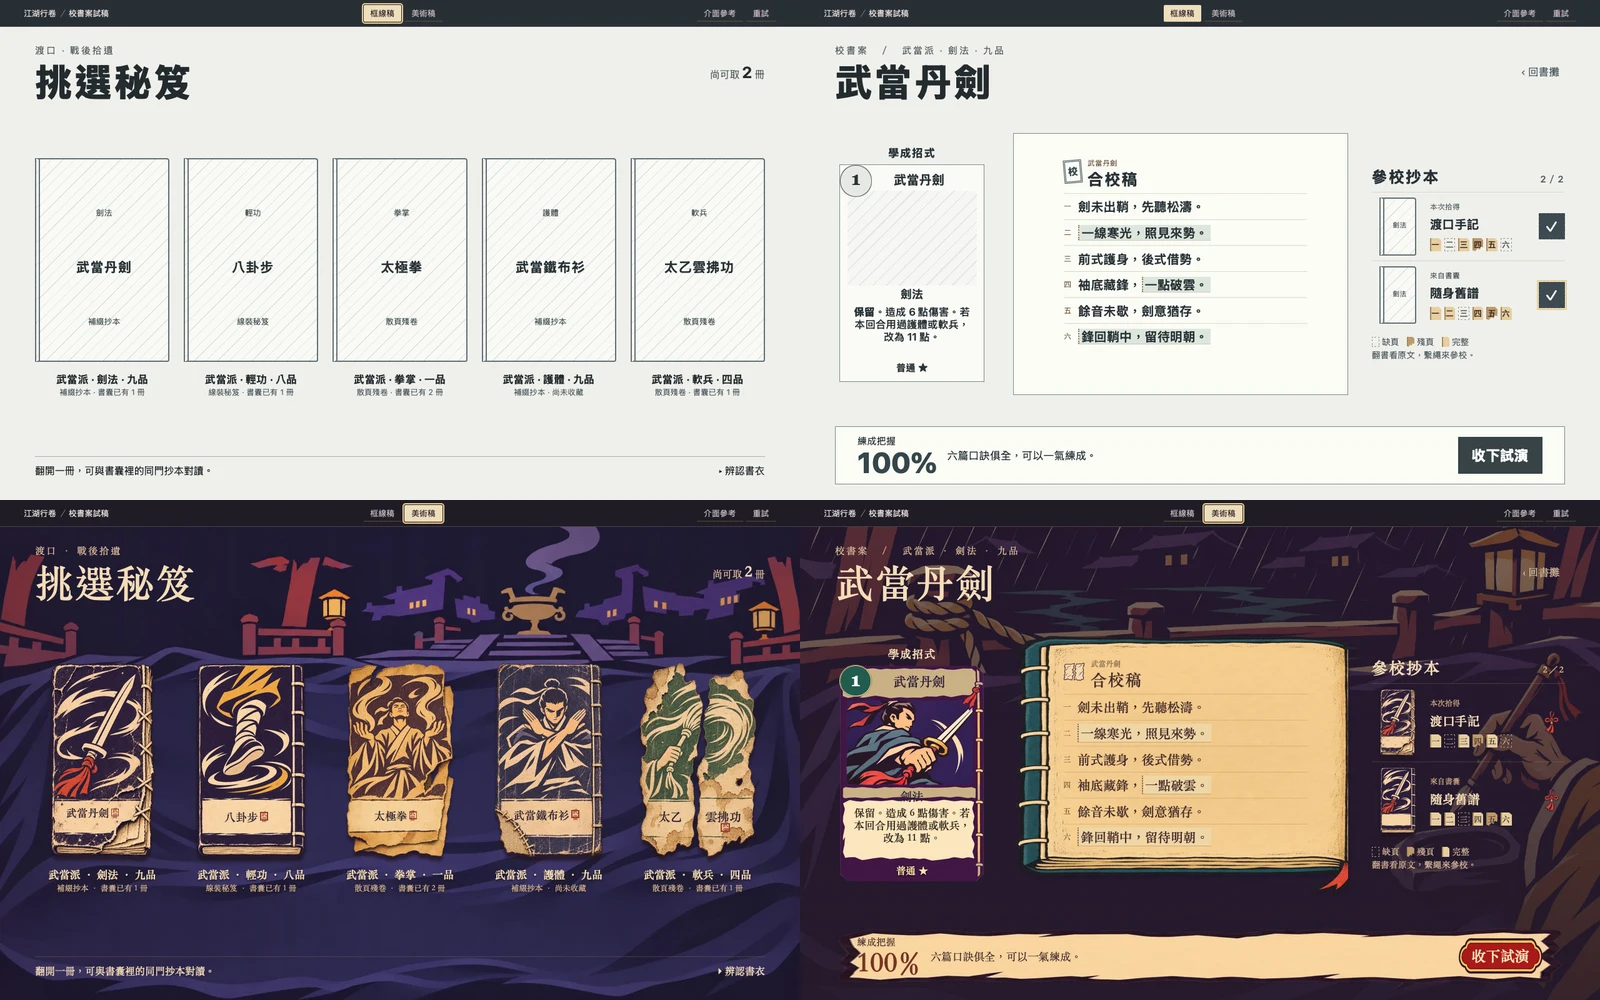 江湖行卷 / 校書案試稿
框線稿 美術稿
介面參考 重試
渡口 · 戰後拾遺
挑選秘笈
尚可取 2 冊
劍法
武當丹劍
補綴抄本
輕功
八卦步
線裝秘笈
拳掌
太極拳
散頁殘卷
護體
武當鐵布衫
補綴抄本
軟兵
太乙雲拂功
散頁殘卷
武當派 · 劍法 · 九品
補綴抄本 · 書囊已有 1 冊
武當派 · 輕功 · 八品
線裝秘笈 · 書囊已有 1 冊
武當派 · 拳掌 · 一品
散頁殘卷 · 書囊已有 2 冊
武當派 · 護體 · 九品
補綴抄本 · 尚未收藏
武當派 · 軟兵 · 四品
散頁殘卷 · 書囊已有 1 冊
翻開一冊,可與書囊裡的同門抄本對讀。
▸ 辨認書衣
江湖行卷 / 校書案試稿
框線稿 美術稿
介面參考 重試
校書案 / 武當派 · 劍法 · 九品
武當丹劍
‹ 回書攤
學成招式
1
武當丹劍
劍法
保留。造成 6 點傷害。若
本回合用過護體或軟兵,
改為 11 點。
普通 ★
校
武當丹劍
合校稿
一 劍未出鞘,先聽松濤。
二 一線寒光,照見來勢。
三 前式護身,後式借勢。
四 袖底藏鋒,一點破雲。
五 餘音未歇,劍意猶存。
六 鋒回鞘中,留待明朝。
參校抄本
2 / 2
劍法
本次拾得
渡口手記
一 二 三 四 五 六
劍法
來自書囊
隨身舊譜
一 二 三 四 五 六
缺頁 殘頁 完整
翻書看原文,繫繩來參校。
練成把握
100%
六篇口訣俱全,可以一氣練成。
收下試演
江湖行卷 / 校書案試稿
框線稿 美術稿
介面參考 重試
渡口 · 戰後拾遺
挑選秘笈
尚可取 2 冊
武當丹劍
八卦步
太極拳
武當鐵布衫
太乙 雲拂功
武當派 · 劍法 · 九品
補綴抄本 · 書囊已有 1 冊
武當派 · 輕功 · 八品
線裝秘笈 · 書囊已有 1 冊
武當派 · 拳掌 · 一品
散頁殘卷 · 書囊已有 2 冊
武當派 · 護體 · 九品
補綴抄本 · 尚未收藏
武當派 · 軟兵 · 四品
散頁殘卷 · 書囊已有 1 冊
翻開一冊,可與書囊裡的同門抄本對讀。
▸ 辨認書衣
江湖行卷 / 校書案試稿
框線稿 美術稿
介面參考 重試
校書案 / 武當派 · 劍法 · 九品
武當丹劍
‹ 回書攤
學成招式
1
武當丹劍
劍法
保留。造成 6 點傷害。若
本回合用過護體或軟兵,
改為 11 點。
普通 ★
武當丹劍
合校稿
一 劍未出鞘,先聽松濤。
二 一線寒光,照見來勢。
三 前式護身,後式借勢。
四 袖底藏鋒,一點破雲。
五 餘音未歇,劍意猶存。
六 鋒回鞘中,留待明朝。
參校抄本
2 / 2
本次拾得
渡口手記
一 二 三 四 五 六
來自書囊
隨身舊譜
一 二 三 四 五 六
缺頁 殘頁 完整
翻書看原文,繫繩來參校。
練成把握
100%
六篇口訣俱全,可以一氣練成。
收下試演